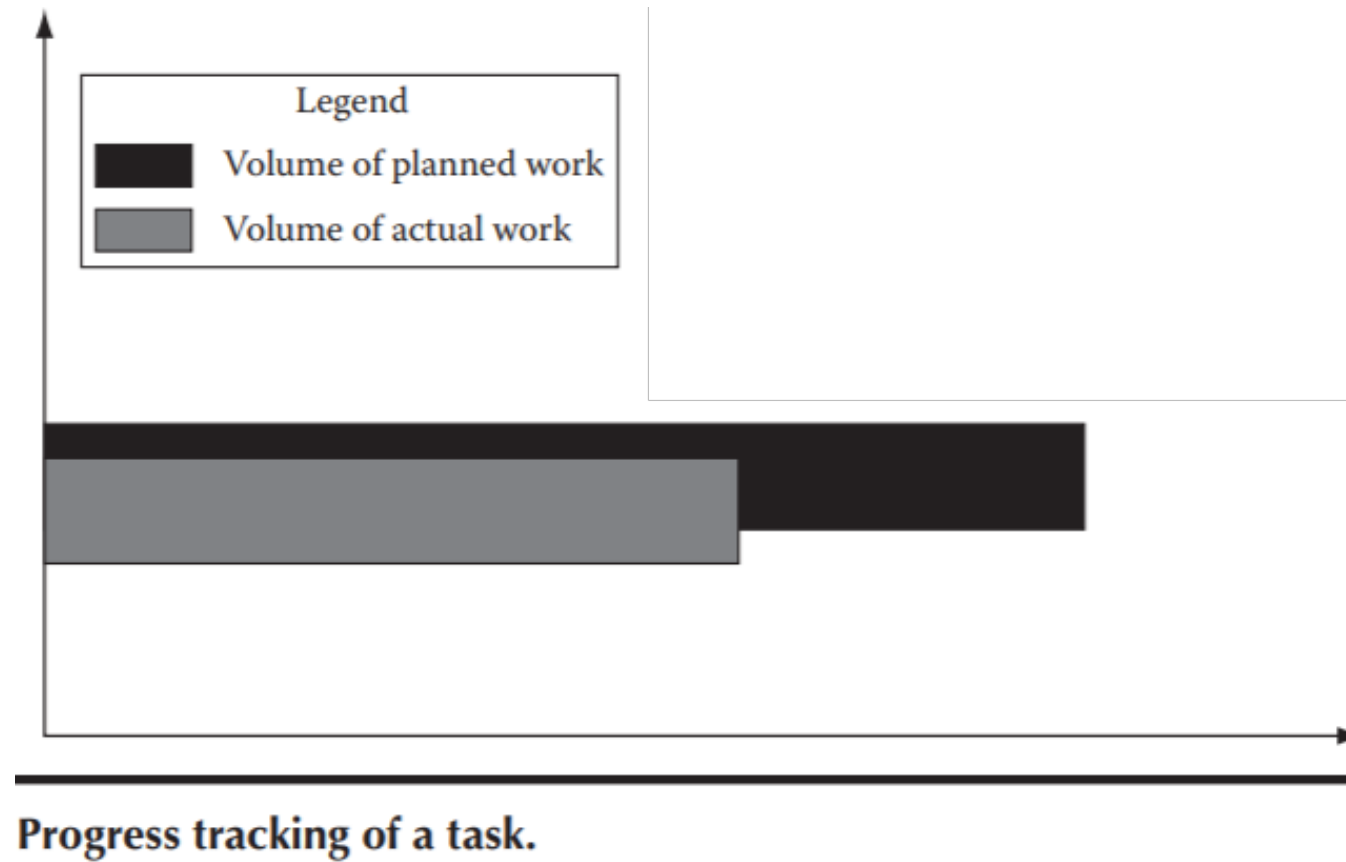 Legend
Volume of planned work
Volume of actual work
Progress tracking of a task.